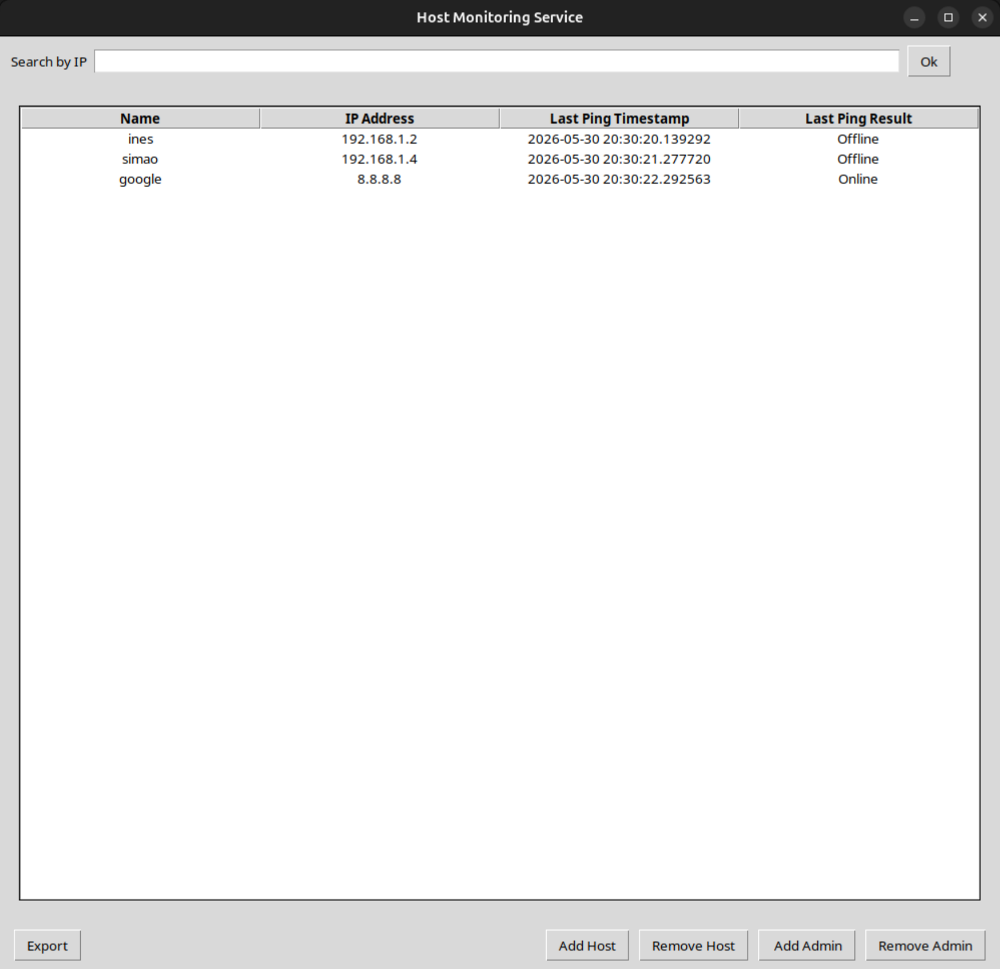 Host Monitoring Service
Search by IP Ok
Name IP Address Last Ping Timestamp Last Ping Result
ines 192.168.1.2 2026-05-30 20:30:20.139292 Offline
simao 192.168.1.4 2026-05-30 20:30:21.277720 Offline
google 8.8.8.8 2026-05-30 20:30:22.292563 Online
Export Add Host Remove Host Add Admin Remove Admin